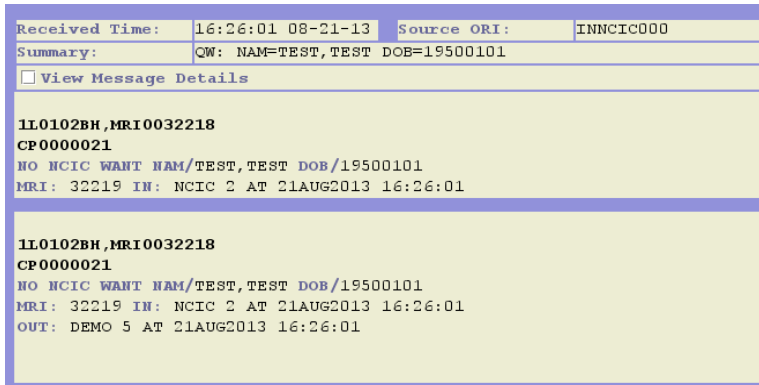 Received Time: 16:26:01 08-21-13 Source ORI: INNCIC000
Summary: QW: NAM=TEST,TEST DOB=19500101
View Message Details
1L0102BH,MRI0032218
CP0000021
NO NCIC WANT NAM/TEST,TEST DOB/19500101
MRI: 32219 IN: NCIC 2 AT 21AUG2013 16:26:01
1L0102BH,MRI0032218
CP0000021
NO NCIC WANT NAM/TEST,TEST DOB/19500101
MRI: 32219 IN: NCIC 2 AT 21AUG2013 16:26:01
OUT: DEMO 5 AT 21AUG2013 16:26:01